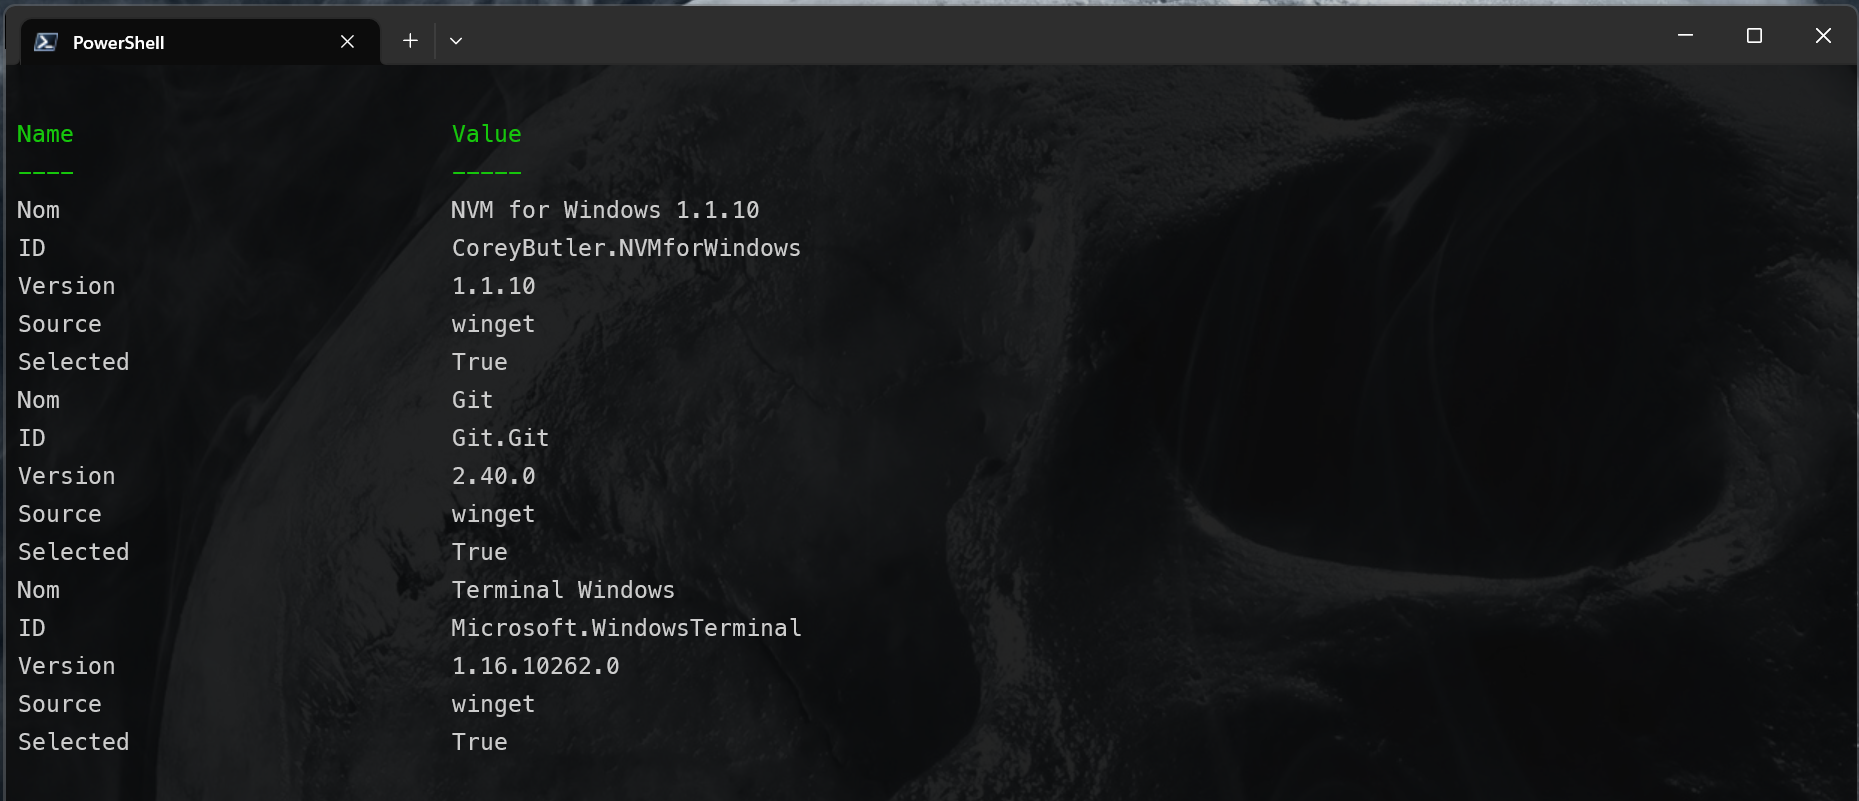 PowerShell
Name Value
---- -----
Nom NVM for Windows 1.1.10
ID CoreyButler.NVMforWindows
Version 1.1.10
Source winget
Selected True
Nom Git
ID Git.Git
Version 2.40.0
Source winget
Selected True
Nom Terminal Windows
ID Microsoft.WindowsTerminal
Version 1.16.10262.0
Source winget
Selected True